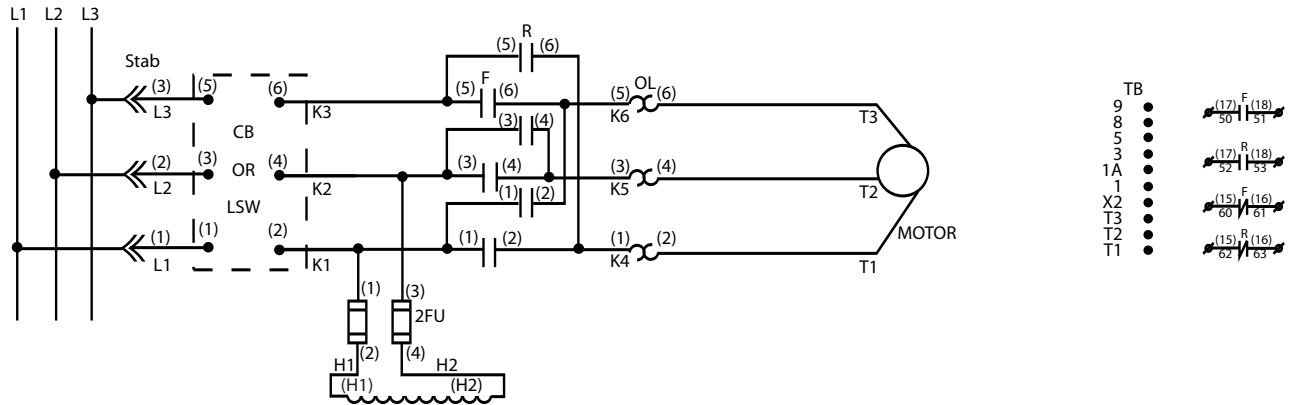 L1 L2 L3
R
(5) (6)
Stab
(3) (5) (6) (5) F (6) OL
(5) (6)
L3 K3 K6 T3
CB (3) (4)
(2) (3) OR (4) (3) (4) (3) (4)
L2 K2 K5 T2
LSW (1) (2)
(1) (1) (2) (1) (2) (1) (2)
L1 K1 K4 T1
MOTOR
(1) (3)
2FU
(2) (4)
H1 H2
(H1) (H2)
TB
9
8
5
3
1A
1
X2
T3
T2
T1
F
(17) (18)
50 51
R
(17) (18)
52 53
F
(15) (16)
60 61
R
(15) (16)
62 63